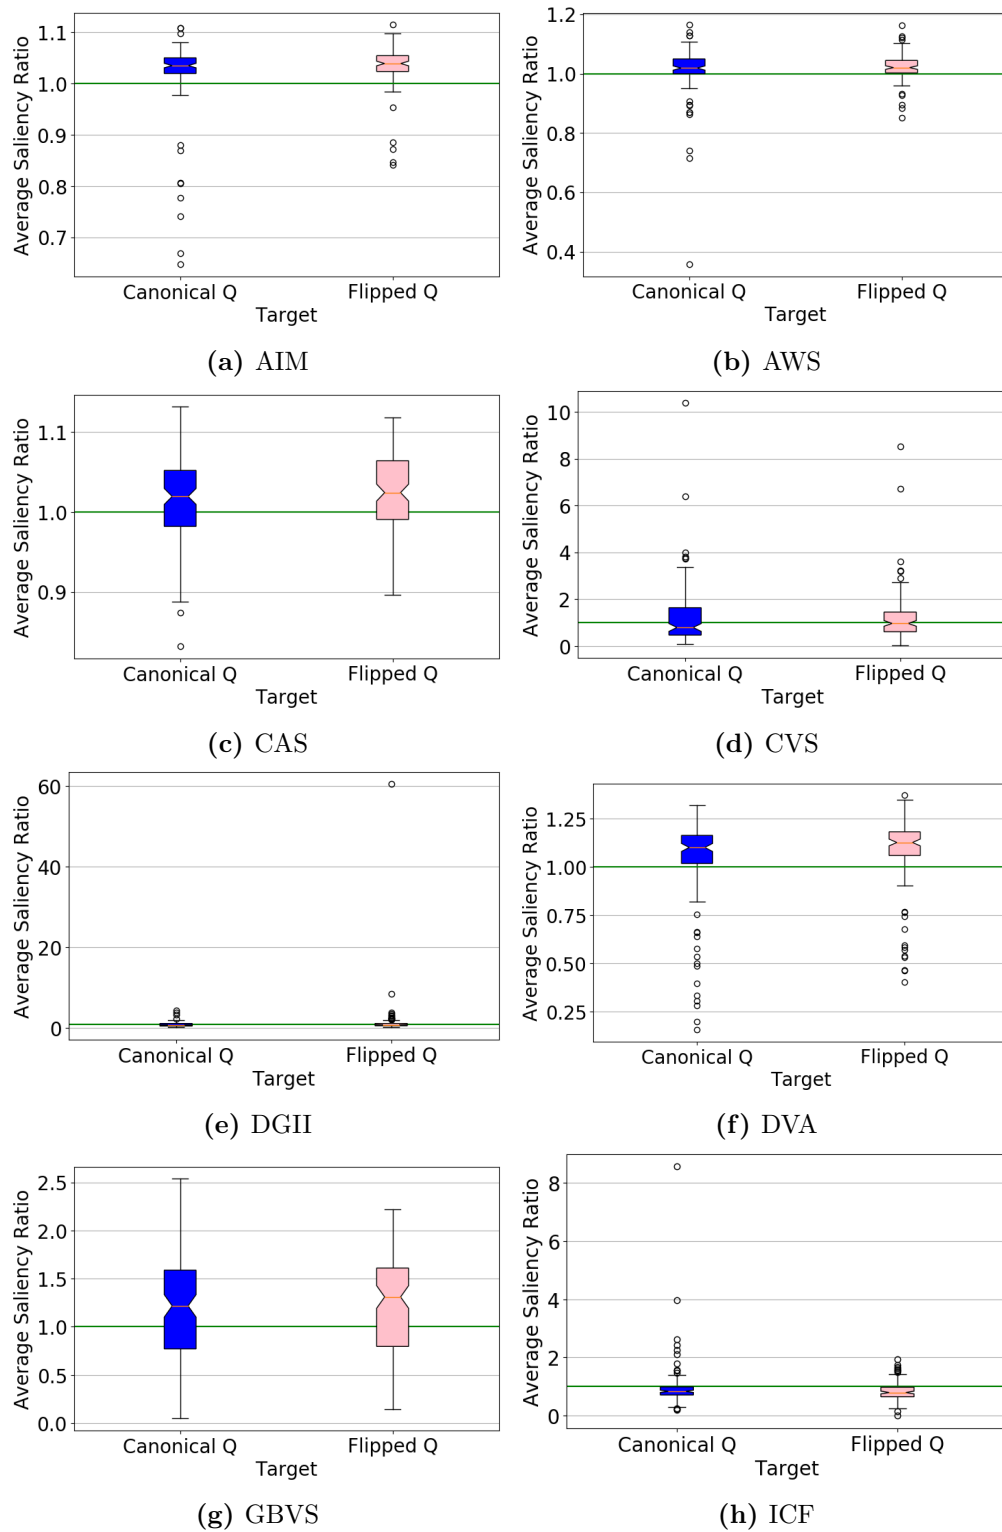 Average Saliency Ratio
1.1
1.0
0.9
0.8
0.7
Canonical Q Flipped Q
Target
(a) AIM
Average Saliency Ratio
1.2
1.0
0.8
0.6
0.4
Canonical Q Flipped Q
Target
(b) AWS
Average Saliency Ratio
1.1
1.0
0.9
Canonical Q Flipped Q
Target
(c) CAS
Average Saliency Ratio
10
8
6
4
2
0
Canonical Q Flipped Q
Target
(d) CVS
Average Saliency Ratio
60
40
20
0
Canonical Q Flipped Q
Target
(e) DGII
Average Saliency Ratio
1.25
1.00
0.75
0.50
0.25
Canonical Q Flipped Q
Target
(f) DVA
Average Saliency Ratio
2.5
2.0
1.5
1.0
0.5
0.0
Canonical Q Flipped Q
Target
(g) GBVS
Average Saliency Ratio
8
6
4
2
0
Canonical Q Flipped Q
Target
(h) ICF